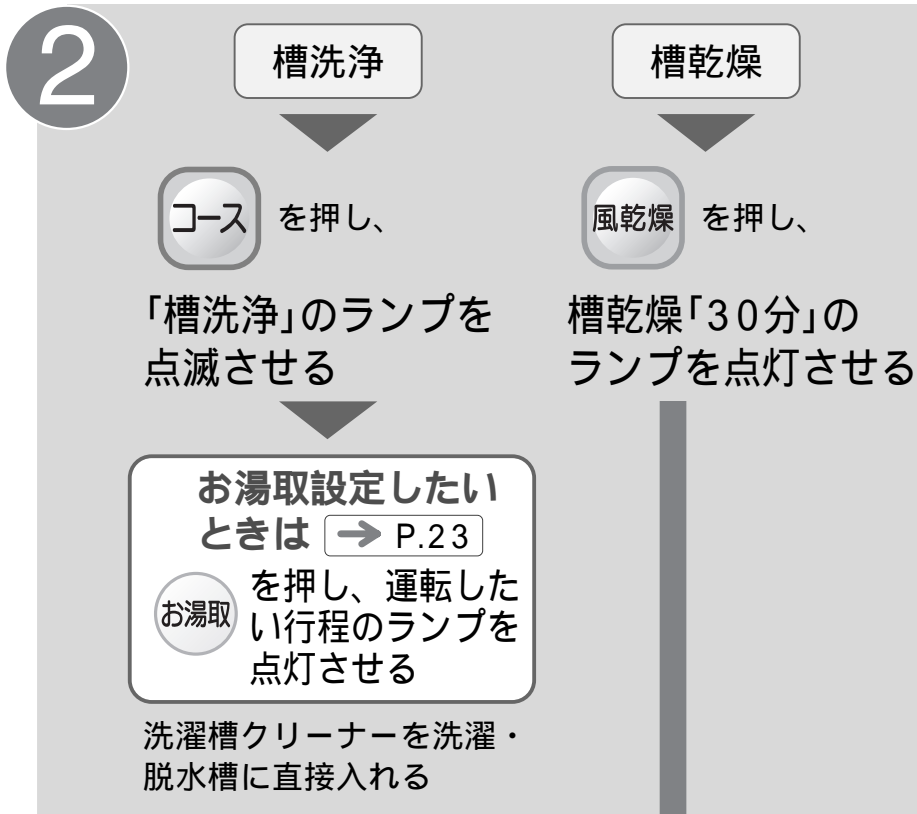 2
槽洗浄
コース を押し、
「槽洗浄」のランプを
点滅させる
お湯取設定したい
ときは → P.23
お湯取 を押し、運転した
い行程のランプを
点灯させる
洗濯槽クリーナーを洗濯・
脱水槽に直接入れる
槽乾燥
風乾燥 を押し、
槽乾燥「30分」の
ランプを点灯させる